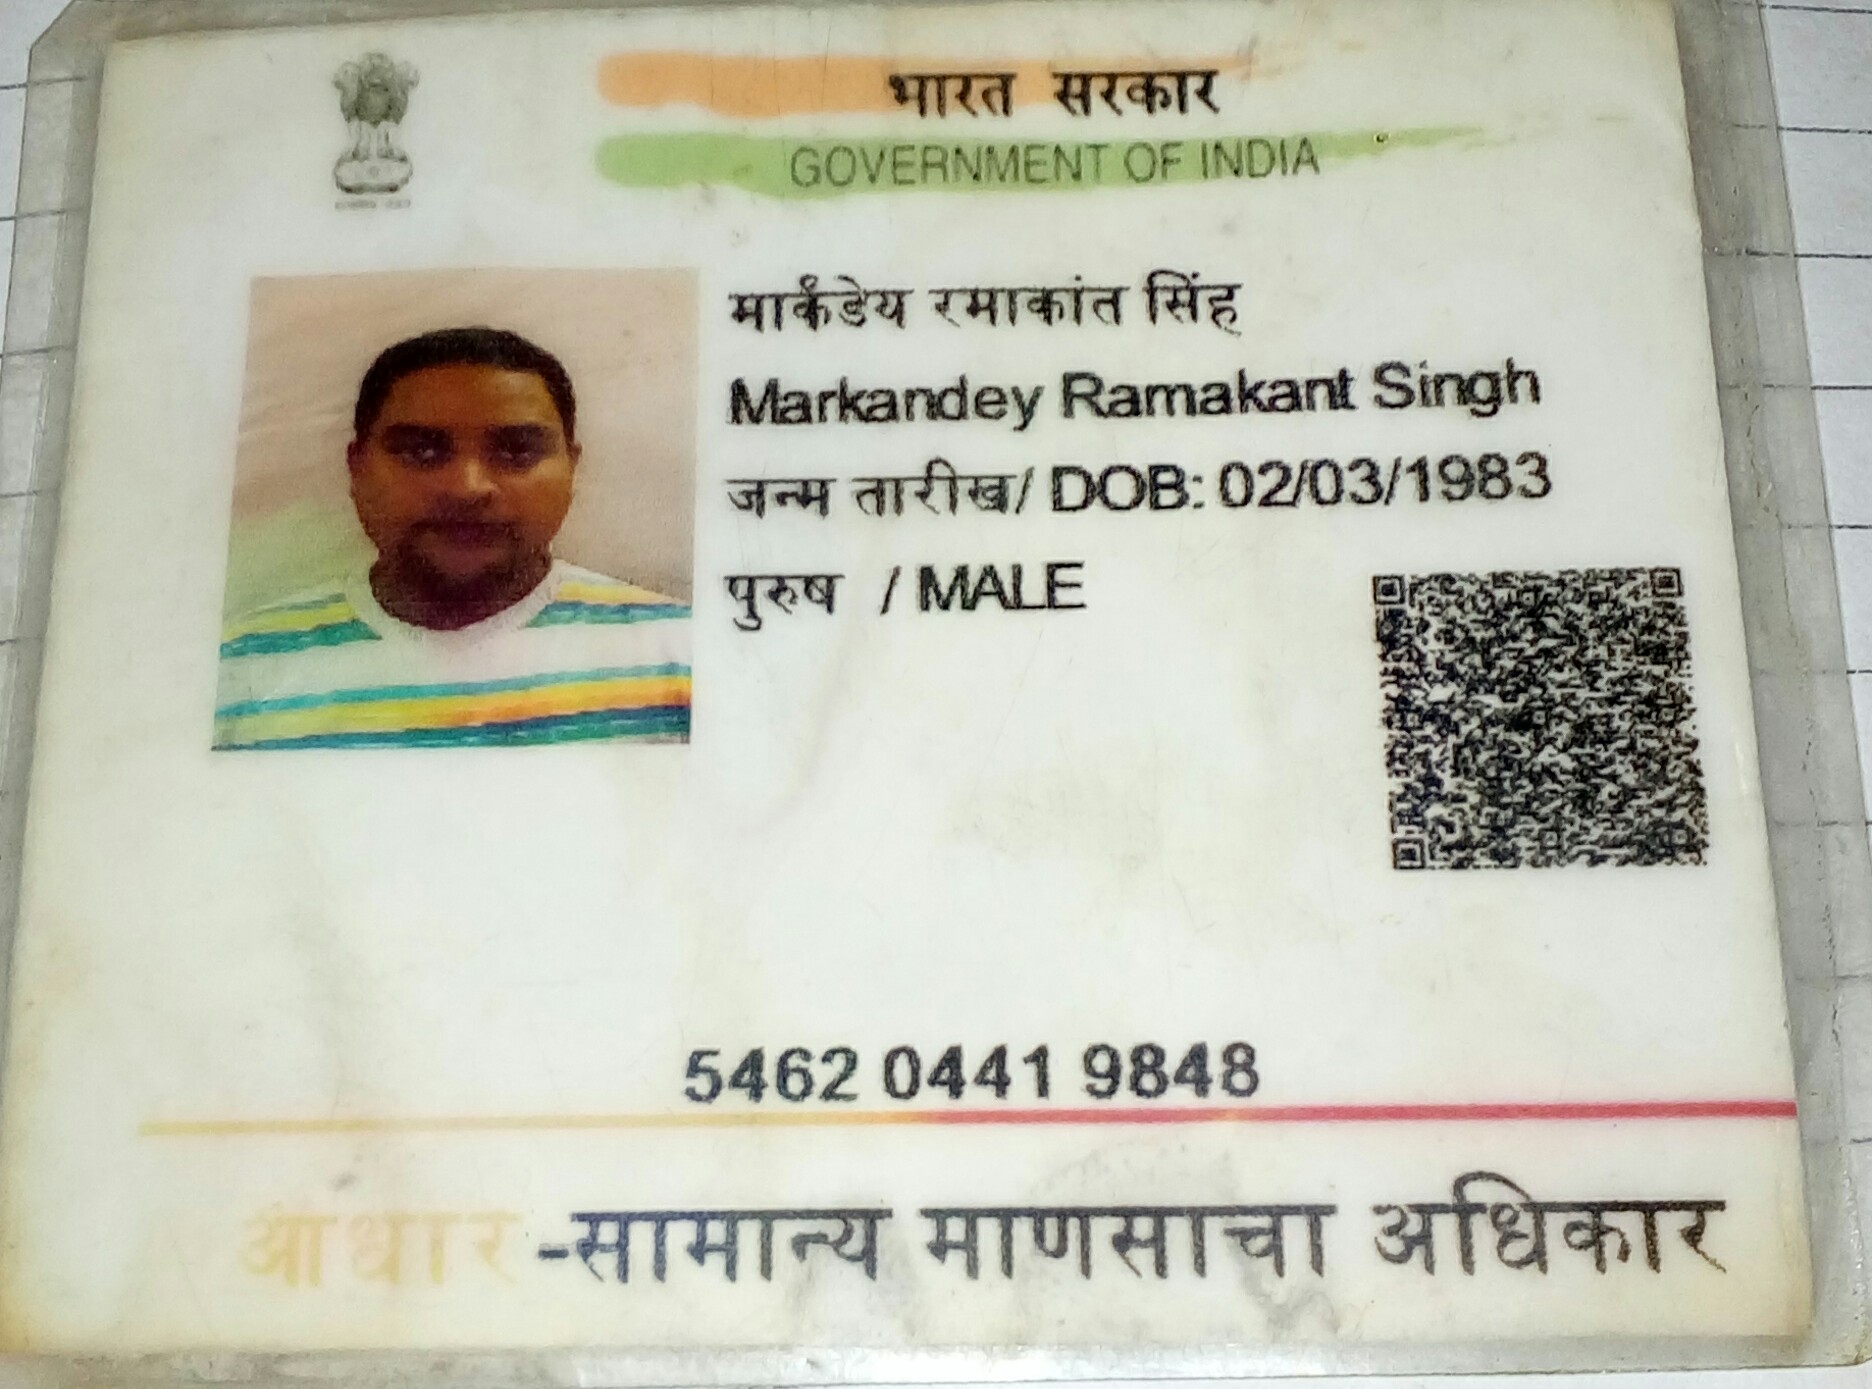 भारत सरकार
GOVERNMENT OF INDIA
मार्कंडेय रमाकांत सिंह
Markandey Ramakant Singh
जन्म तारीख/ DOB: 02/03/1983
पुरुष / MALE
5462 0441 9848
आधार -सामान्य माणसाचा अधिकार